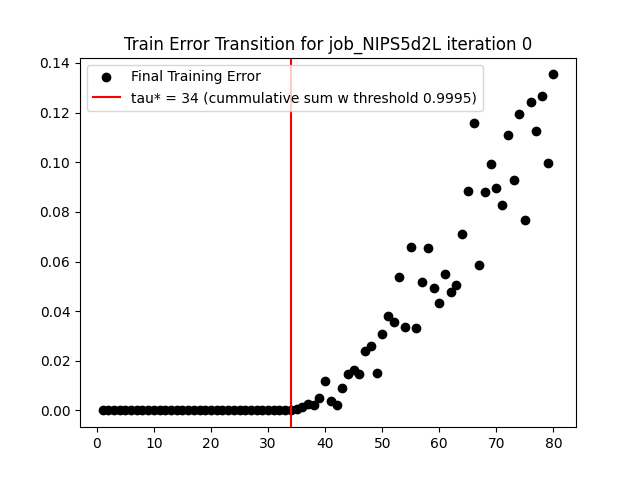 Train Error Transition for job_NIPS5d2L iteration 0
Final Training Error
tau* = 34 (cummulative sum w threshold 0.9995)
0.14
0.12
0.10
0.08
0.06
0.04
0.02
0.00
0 10 20 30 40 50 60 70 80